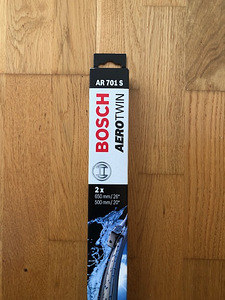 AR 701 S
BOSCH
AEROTWIN
2 x
650 mm / 26"
500 mm / 20"